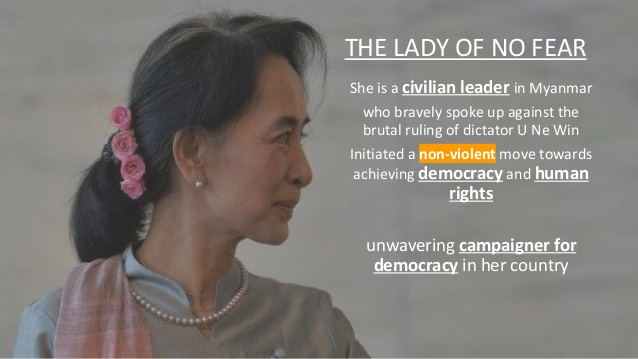 THE LADY OF NO FEAR
She is a civilian leader in Myanmar
who bravely spoke up against the
brutal ruling of dictator U Ne Win
Initiated a non-violent move towards
achieving democracy and human
rights
unwavering campaigner for
democracy in her country